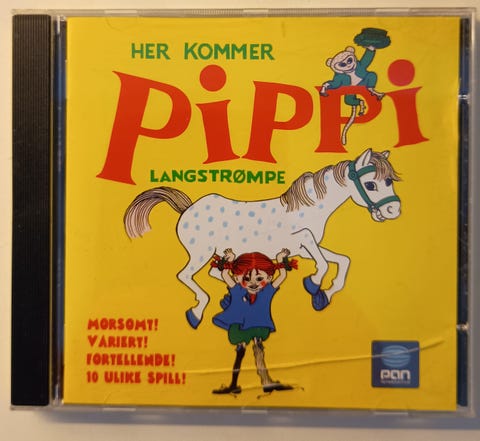 HER KOMMER
PiPPi
LANGSTRØMPE
MORSOMT!
VARIERT!
FORTELLENDE!
10 ULIKE SPILL!
pan